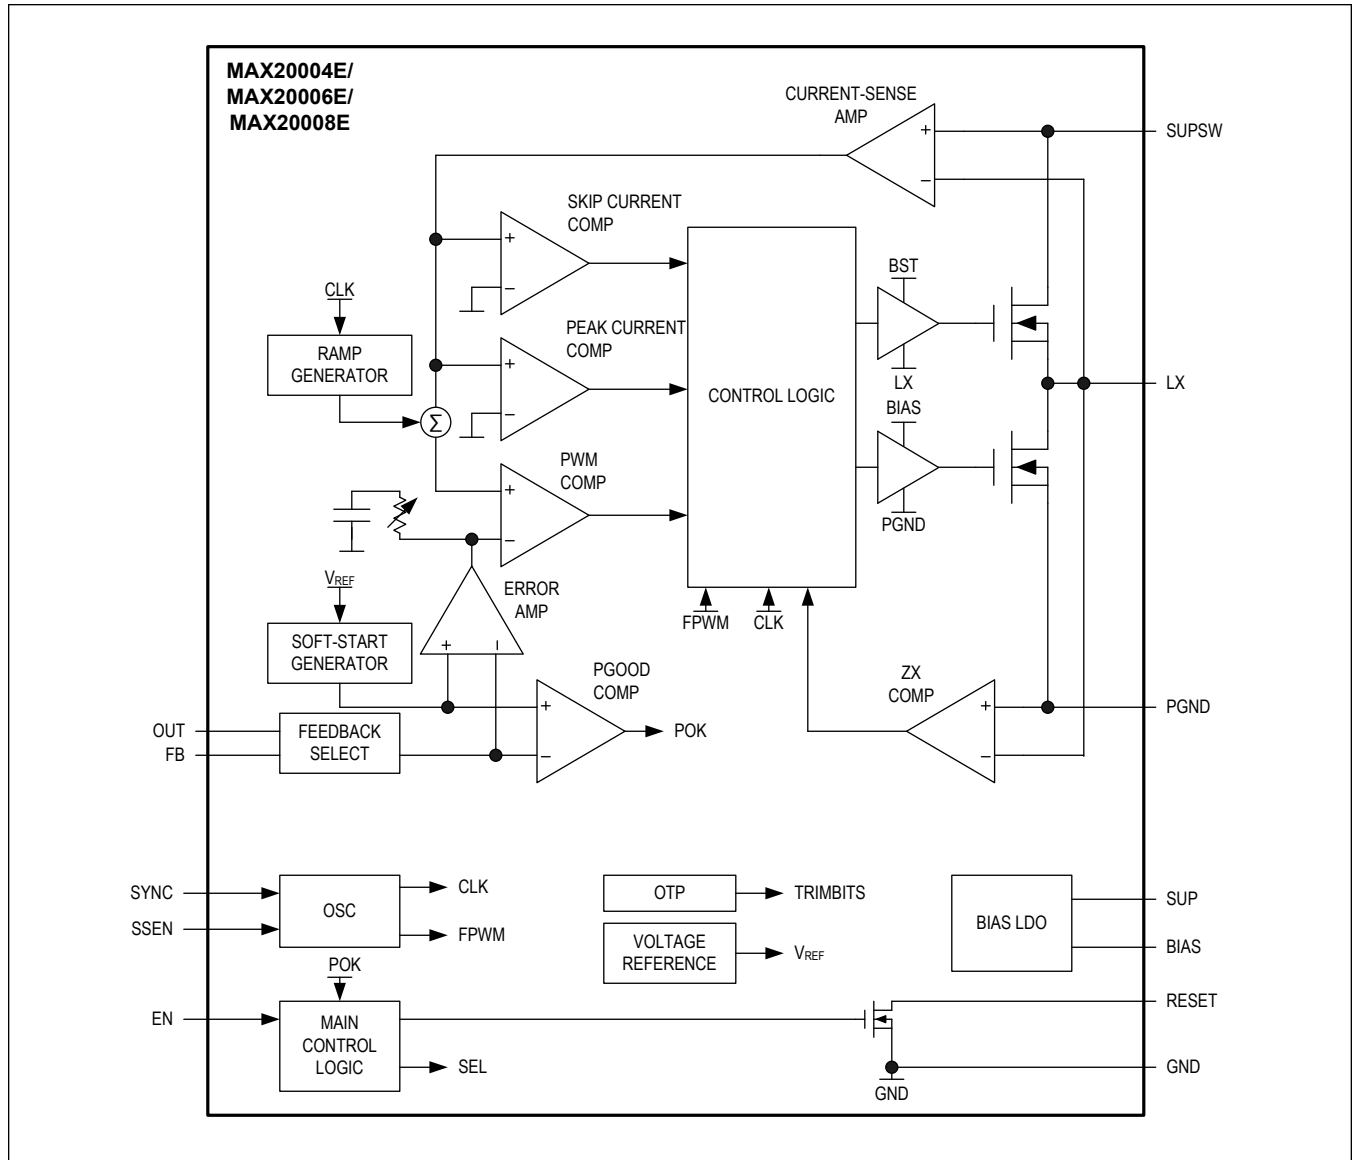 MAX20004E/
MAX20006E/
MAX20008E
CURRENT-SENSE
AMP
+
−
SUPSW
SKIP CURRENT
COMP
+
−
CLK
RAMP
GENERATOR
PEAK CURRENT
COMP
+
−
Σ
CONTROL LOGIC
BST
LX
LX
BIAS
PGND
PWM
COMP
+
−
VREF
SOFT-START
GENERATOR
ERROR
AMP
+
−
FPWM
CLK
PGOOD
COMP
+
−
POK
ZX
COMP
+
−
PGND
OUT
FB
FEEDBACK
SELECT
SYNC
SSEN
OSC
CLK
FPWM
OTP
TRIMBITS
VOLTAGE
REFERENCE
VREF
BIAS LDO
SUP
BIAS
POK
EN
MAIN
CONTROL
LOGIC
SEL
RESET
GND
GND